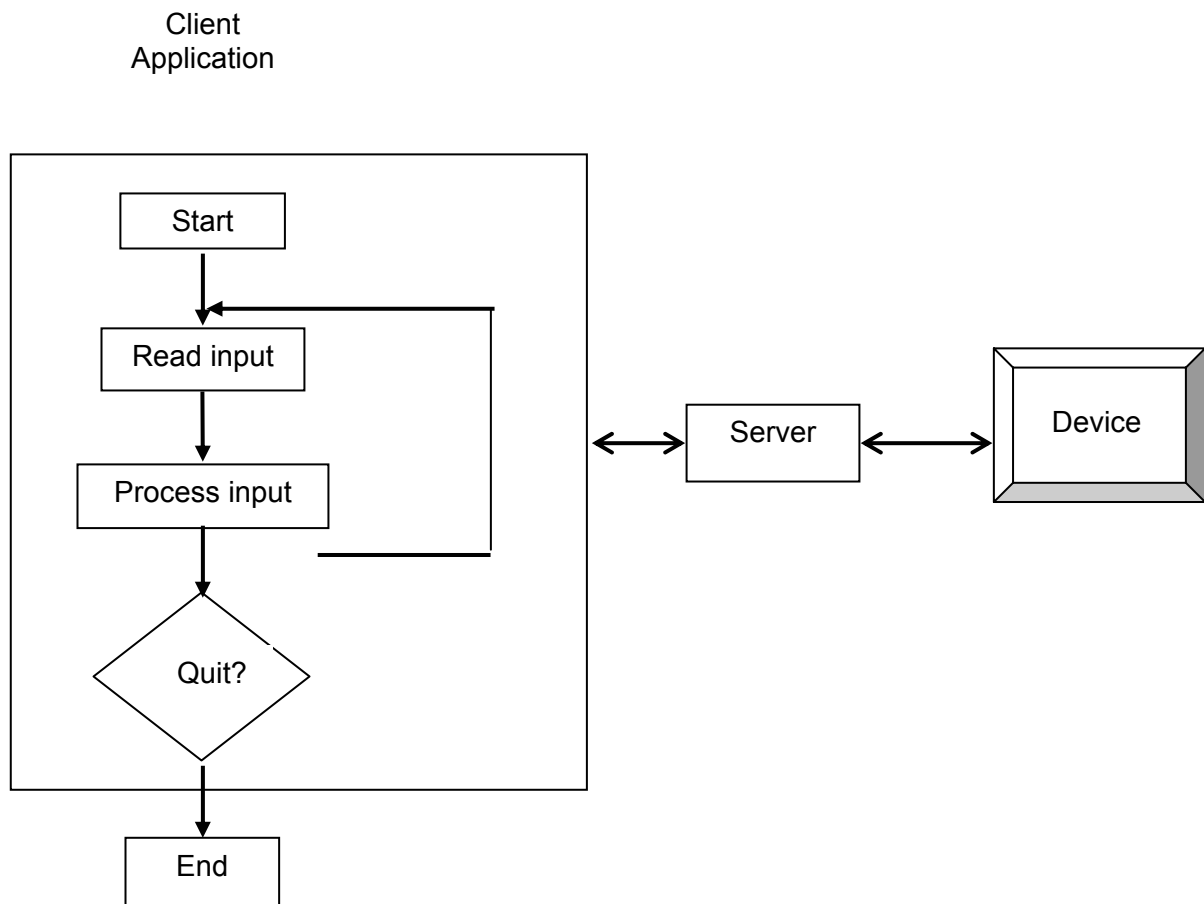 Client
Application
Start
Read input
Process input
Quit?
End
Server
Device